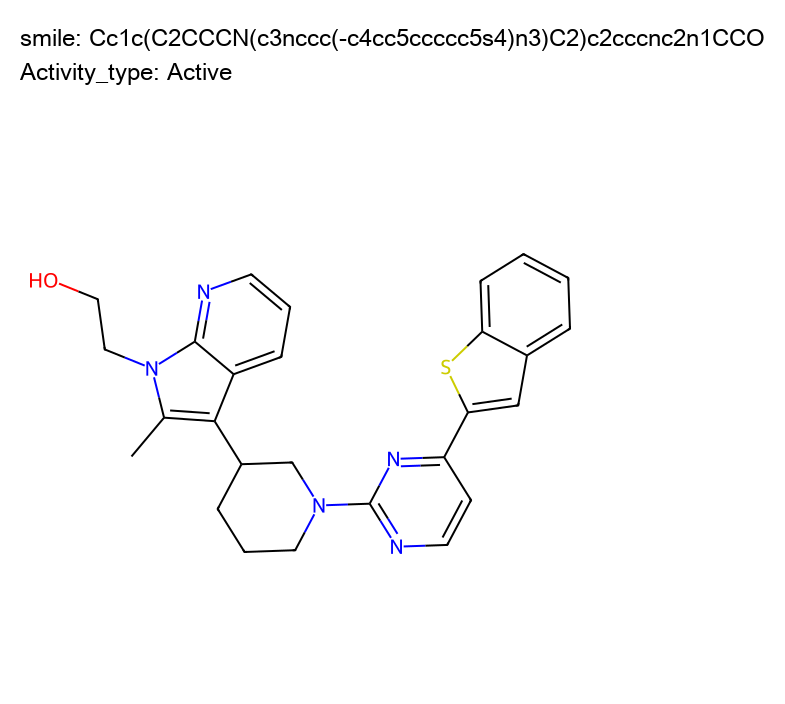 smile: Cc1c(C2CCCN(c3nccc(-c4cc5ccccc5s4)n3)C2)c2cccnc2n1CCO
Activity_type: Active
HO
N
N
S
N
N
N